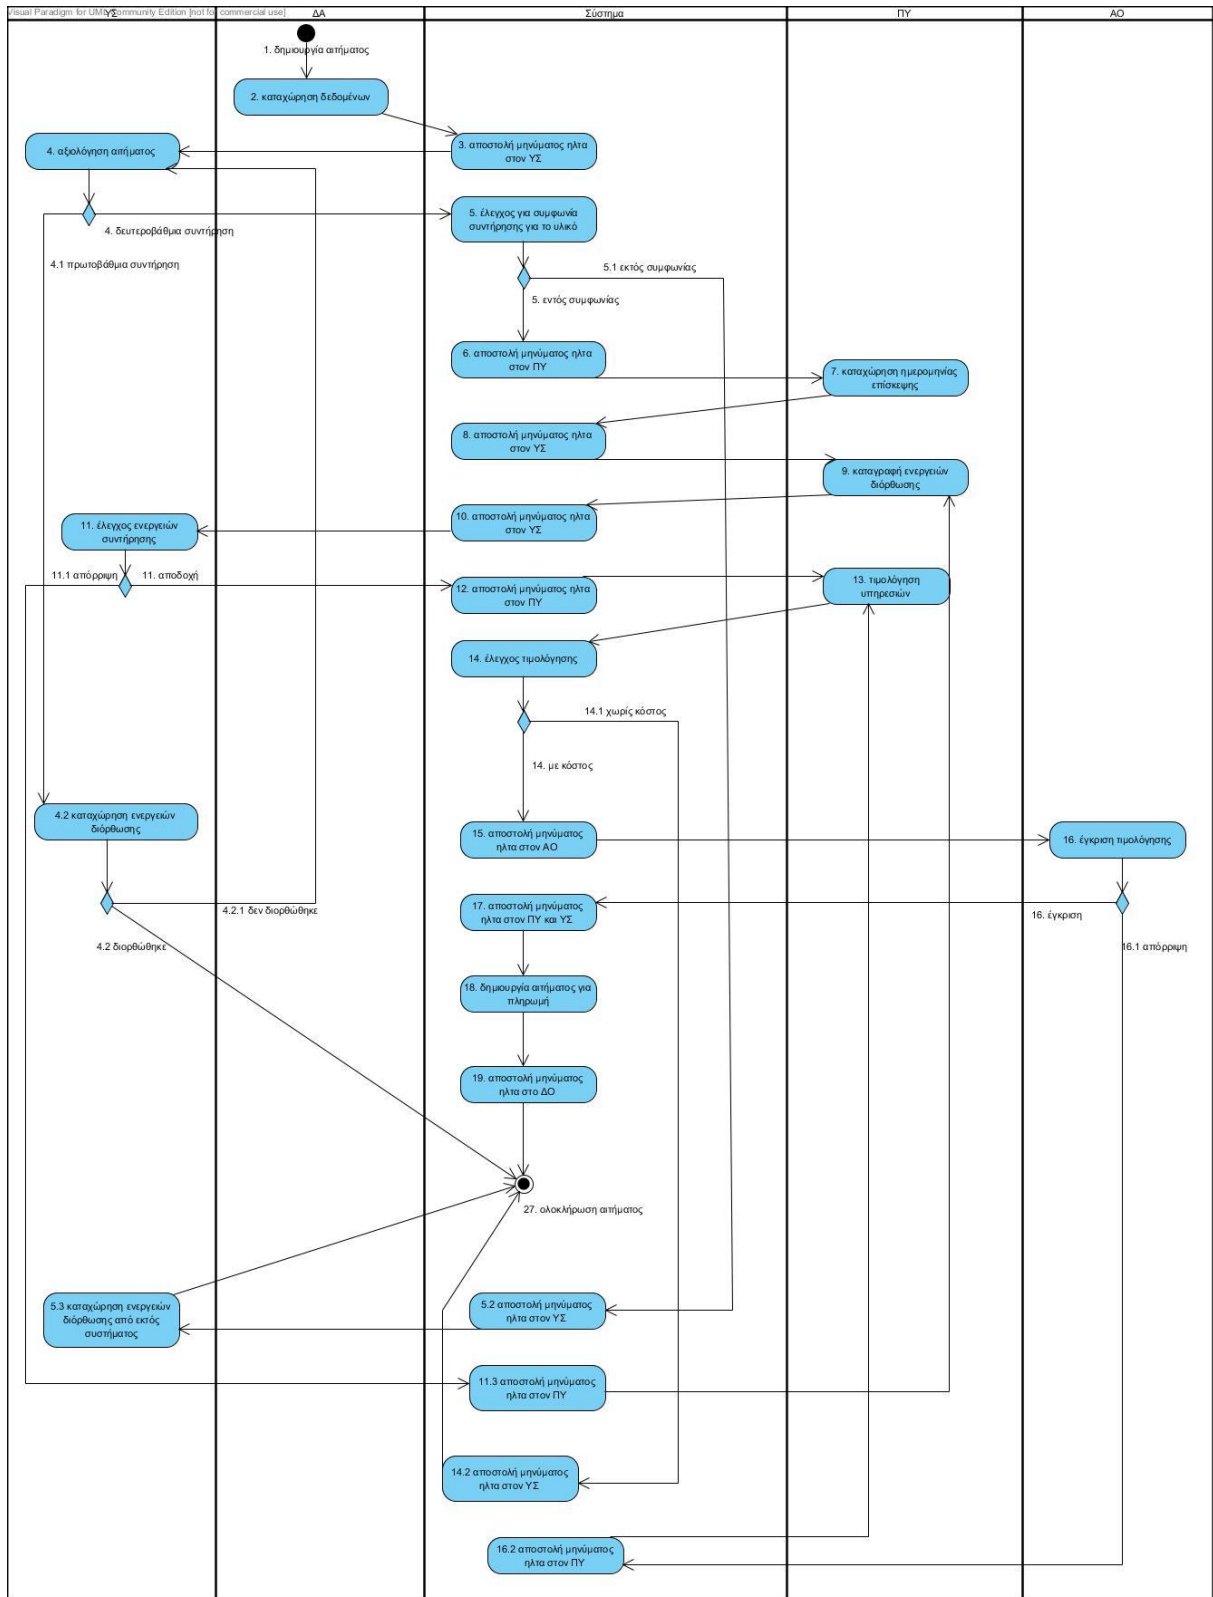 Visual Paradigm for UML Community Edition [not for commercial use]
ΥΣ
ΔΑ
Σύστημα
ΠΥ
ΑΟ
1. δημιουργία αιτήματος
2. καταχώρηση δεδομένων
3. αποστολή μηνύματος ηλτα
στον ΥΣ
4. αξιολόγηση αιτήματος
5. έλεγχος για συμφωνία
συντήρησης για το υλικό
4. δευτεροβάθμια συντήρηση
4.1 πρωτοβάθμια συντήρηση
5.1 εκτός συμφωνίας
5. εντός συμφωνίας
6. αποστολή μηνύματος ηλτα
στον ΠΥ
7. καταχώρηση ημερομηνίας
επίσκεψης
8. αποστολή μηνύματος ηλτα
στον ΥΣ
9. καταγραφή ενεργειών
διόρθωσης
10. αποστολή μηνύματος ηλτα
στον ΥΣ
11. έλεγχος ενεργειών
συντήρησης
11.1 απόρριψη
11. αποδοχή
12. αποστολή μηνύματος ηλτα
στον ΠΥ
13. τιμολόγηση
υπηρεσιών
14. έλεγχος τιμολόγησης
14.1 χωρίς κόστος
14. με κόστος
4.2 καταχώρηση ενεργειών
διόρθωσης
15. αποστολή μηνύματος
ηλτα στον ΑΟ
16. έγκριση τιμολόγησης
4.2.1 δεν διορθώθηκε
17. αποστολή μηνύματος
ηλτα στον ΠΥ και ΥΣ
16. έγκριση
4.2 διορθώθηκε
16.1 απόρριψη
18. δημιουργία αιτήματος για
πληρωμή
19. αποστολή μηνύματος
ηλτα στο ΔΟ
27. ολοκλήρωση αιτήματος
5.3 καταχώρηση ενεργειών
διόρθωσης από εκτός
συστήματος
5.2 αποστολή μηνύματος
ηλτα στον ΥΣ
11.3 αποστολή μηνύματος
ηλτα στον ΠΥ
14.2 αποστολή μηνύματος
ηλτα στον ΥΣ
16.2 αποστολή μηνύματος
ηλτα στον ΠΥ